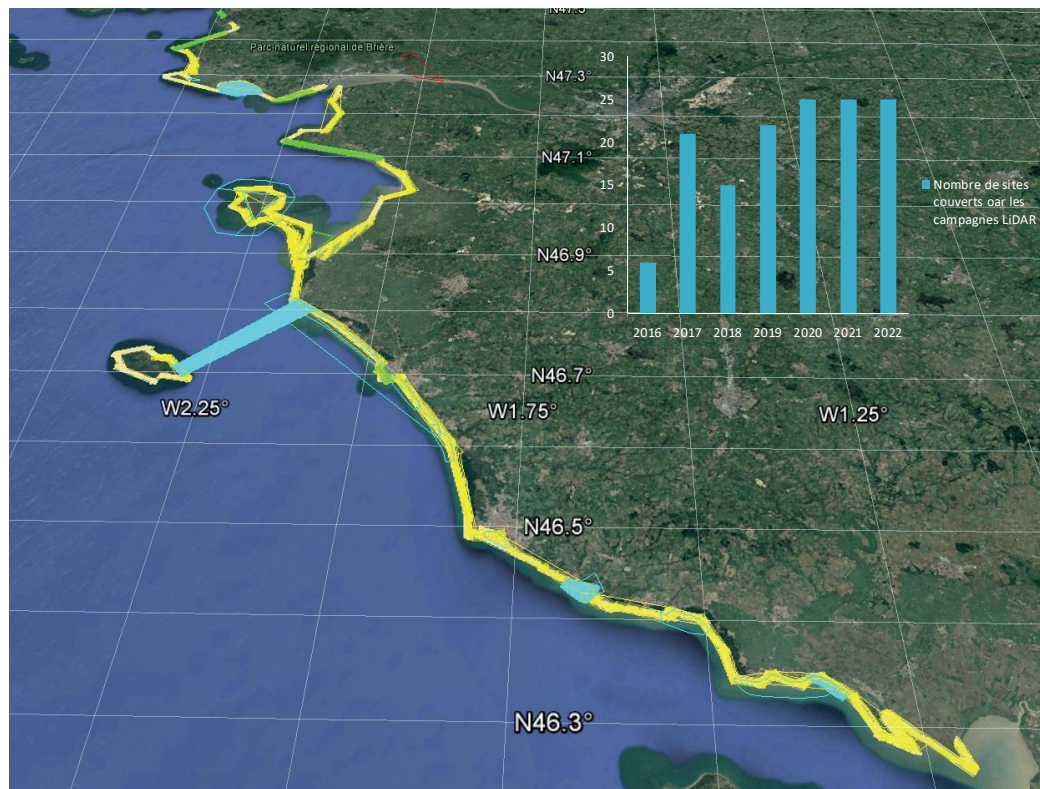 N47.5
Parc naturel régional de Brière
N47.3°
N47.1°
N46.9°
N46.7°
W2.25°
W1.75°
W1.25°
N46.5°
N46.3°
30
25
20
15
10
5
0
2016 2017 2018 2019 2020 2021 2022
Nombre de sites
couverts oar les
campagnes LiDAR